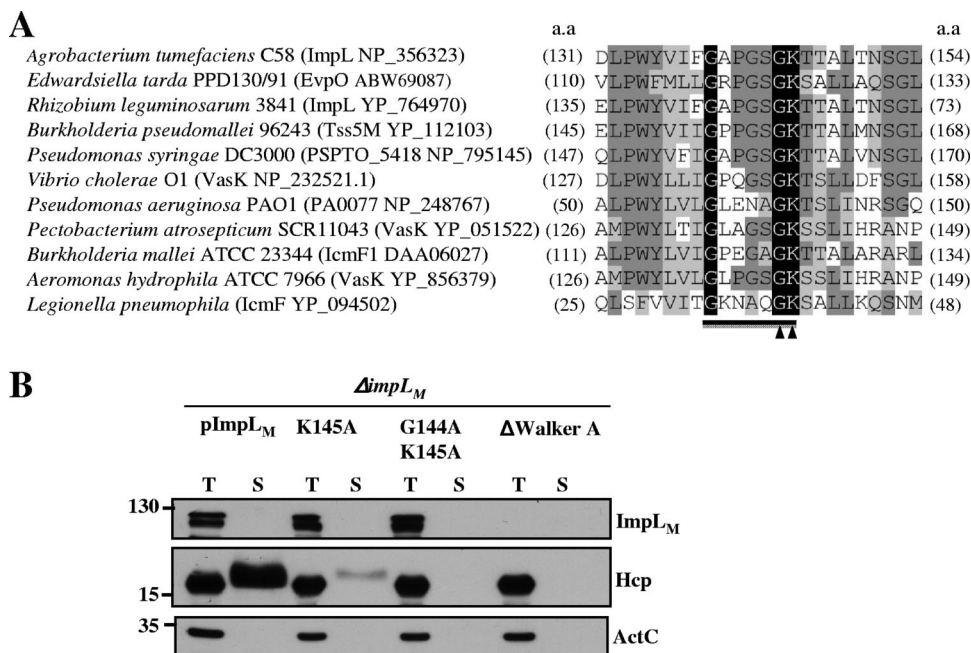 A
a.a a.a
Agrobacterium tumefaciens C58 (ImpL NP_356323) (131) DLPWYVIFGAPGSGKTTALTNSGL (154)
Edwardsiella tarda PPD130/91 (EvpO ABW69087) (110) VLPWFMLIGRPGSGKSALLAQSGL (133)
Rhizobium leguminosarum 3841 (ImpL YP_764970) (135) ELPWYVIFGAPGSGKTTALTNSGL (73)
Burkholderia pseudomallei 96243 (Tss5M YP_112103) (145) ELPWYVIIGPPGSGKTTALMNSGL (168)
Pseudomonas syringae DC3000 (PSPTO_5418 NP_795145) (147) QLPWYVFIGAPGSGKTTALVNSGL (170)
Vibrio cholerae O1 (VasK NP_232521.1) (127) DLPWYLLIGPQGSGKTSLLDFSGL (158)
Pseudomonas aeruginosa PAO1 (PA0077 NP_248767) (50) ALPWYLVLGLENAGKTSLINRSGQ (150)
Pectobacterium atrosepticum SCR11043 (VasK YP_051522) (126) AMPWYLTIGLAGSGKSSLIHRANP (149)
Burkholderia mallei ATCC 23344 (IcmF1 DAA06027) (111) ALPWYLVIGPEGAGKTALTARARL (134)
Aeromonas hydrophila ATCC 7966 (VasK YP_856379) (126) AMPWYLVLGLPGSGKSSLIHRANP (149)
Legionella pneumophila (IcmF YP_094502) (25) QLSFVVITGKNAQGKSALLKQSNM (48)
B
ΔimpLM
pImpLM K145A G144A K145A ΔWalker A
T S T S T S T S
130 ImpLM
Hcp
15
35 ActC